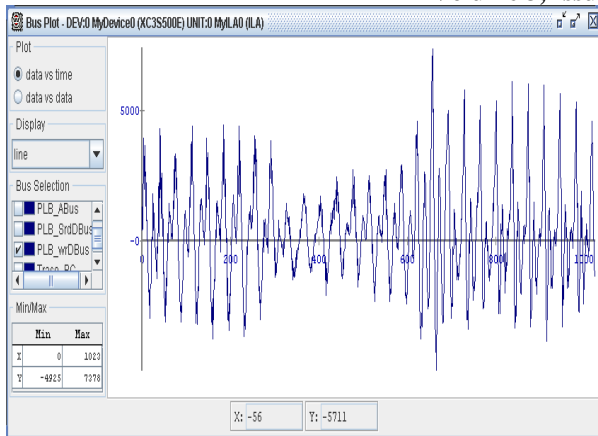 Bus Plot - DEV:0 MyDevice0 (XC3S500E) UNIT:0 MyILA0 (ILA)
Plot
data vs time
data vs data
Display
line
Bus Selection
PLB_ABus
PLB_SrdDBus
PLB_wrDBus
Min/Max
Min Max
X 0 1023
Y -4925 7378
5000
-0
0 200 400 600 8000 1000
X: -56 Y: -5711